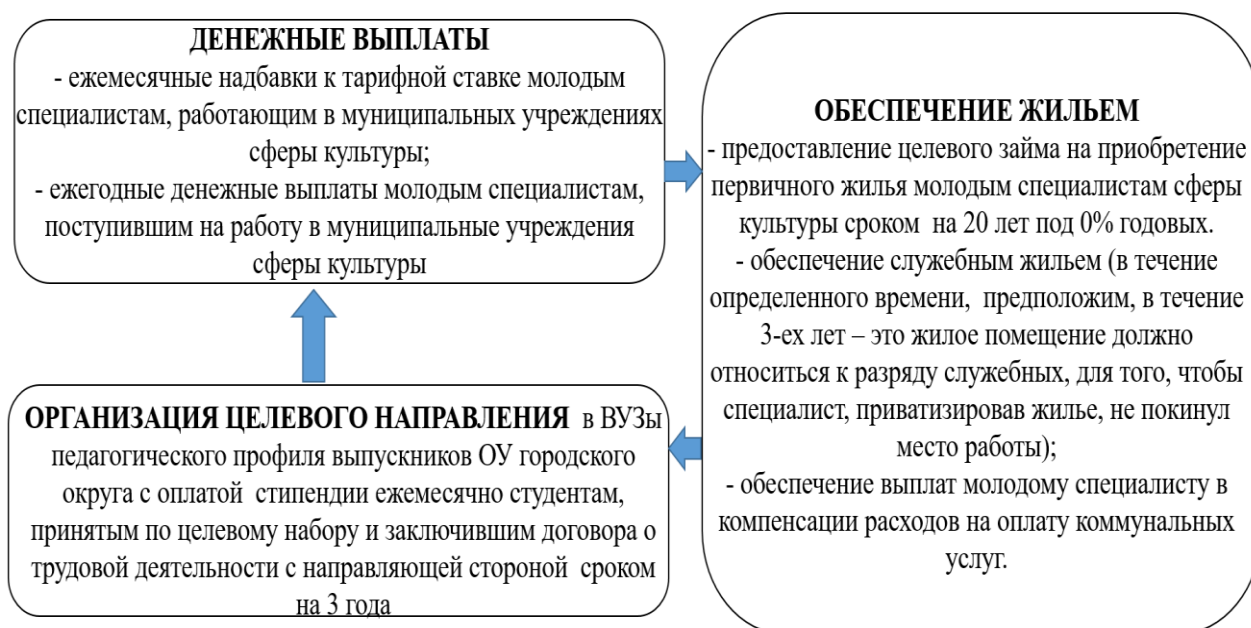 ДЕНЕЖНЫЕ ВЫПЛАТЫ
- ежемесячные надбавки к тарифной ставке молодым
специалистам, работающим в муниципальных учреждениях
сферы культуры;
- ежегодные денежные выплаты молодым специалистам,
поступившим на работу в муниципальные учреждения
сферы культуры
ОБЕСПЕЧЕНИЕ ЖИЛЬЕМ
- предоставление целевого займа на приобретение
первичного жилья молодым специалистам сферы
культуры сроком на 20 лет под 0% годовых.
- обеспечение служебным жильем (в течение
определенного времени, предположим, в течение
3-ех лет – это жилое помещение должно
относиться к разряду служебных, для того, чтобы
специалист, приватизировав жилье, не покинул
место работы);
- обеспечение выплат молодому специалисту в
компенсации расходов на оплату коммунальных
услуг.
ОРГАНИЗАЦИЯ ЦЕЛЕВОГО НАПРАВЛЕНИЯ в ВУЗы
педагогического профиля выпускников ОУ городского
округа с оплатой стипендии ежемесячно студентам,
принятым по целевому набору и заключившим договора о
трудовой деятельности с направляющей стороной сроком
на 3 года